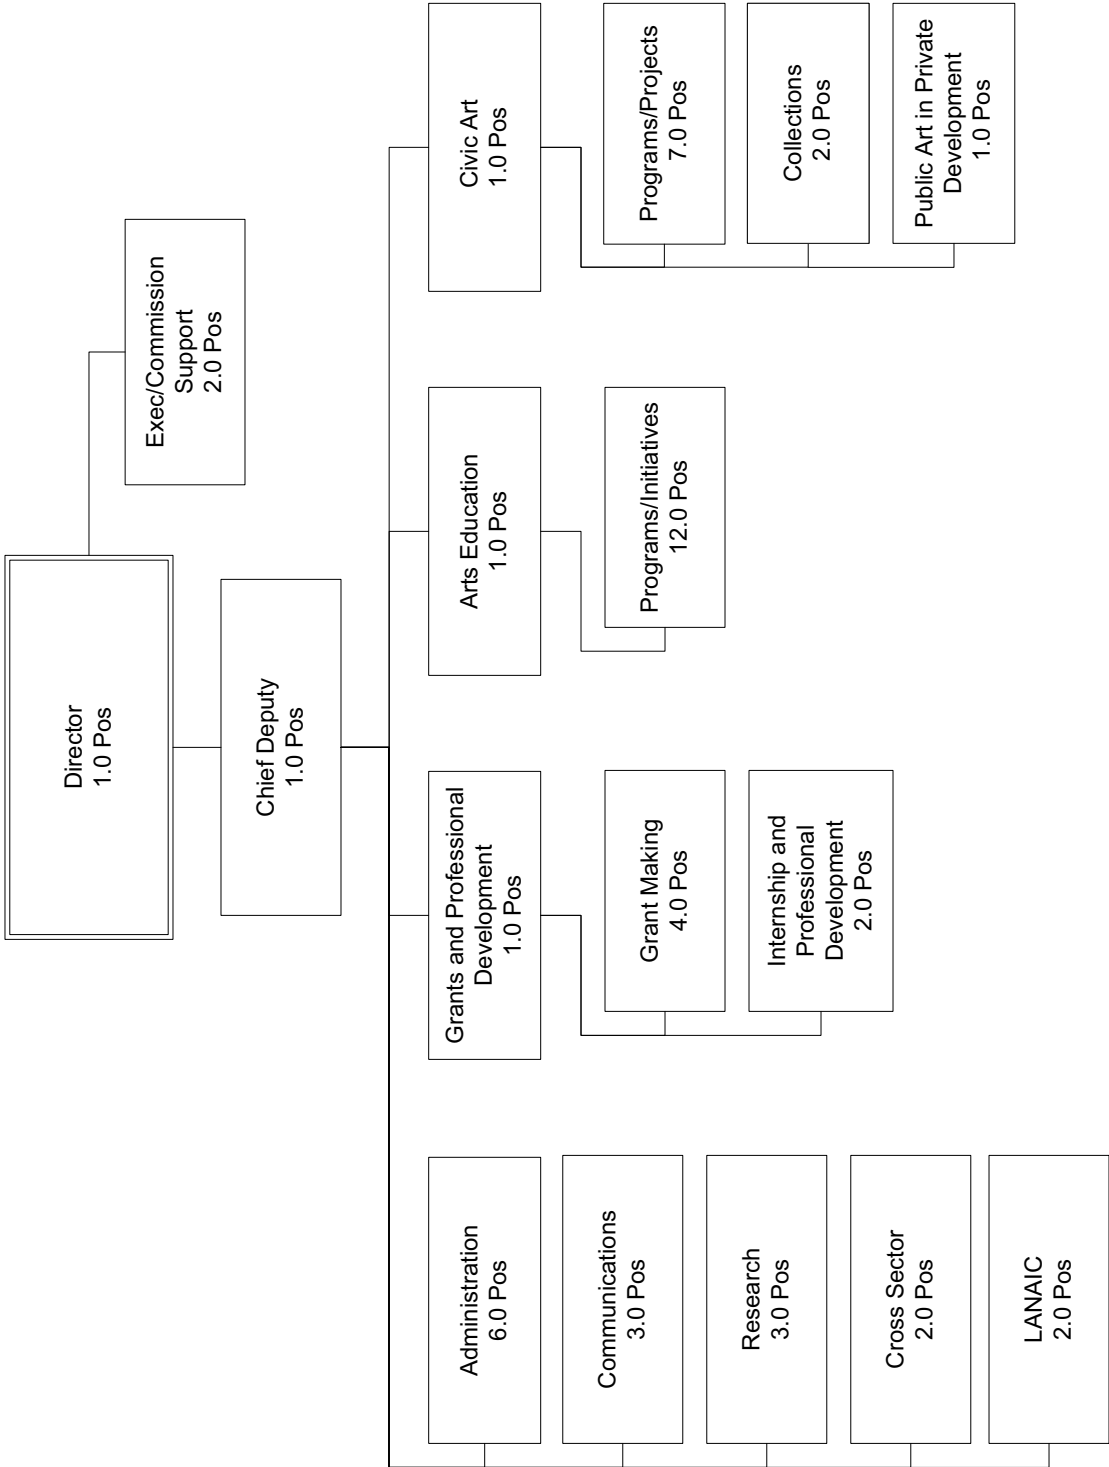 Director
1.0 Pos
Exec/Commission
Support
2.0 Pos
Chief Deputy
1.0 Pos
Administration
6.0 Pos
Communications
3.0 Pos
Research
3.0 Pos
Cross Sector
2.0 Pos
LANAIC
2.0 Pos
Grants and Professional
Development
1.0 Pos
Grant Making
4.0 Pos
Internship and
Professional
Development
2.0 Pos
Arts Education
1.0 Pos
Programs/Initiatives
12.0 Pos
Civic Art
1.0 Pos
Programs/Projects
7.0 Pos
Collections
2.0 Pos
Public Art in Private
Development
1.0 Pos